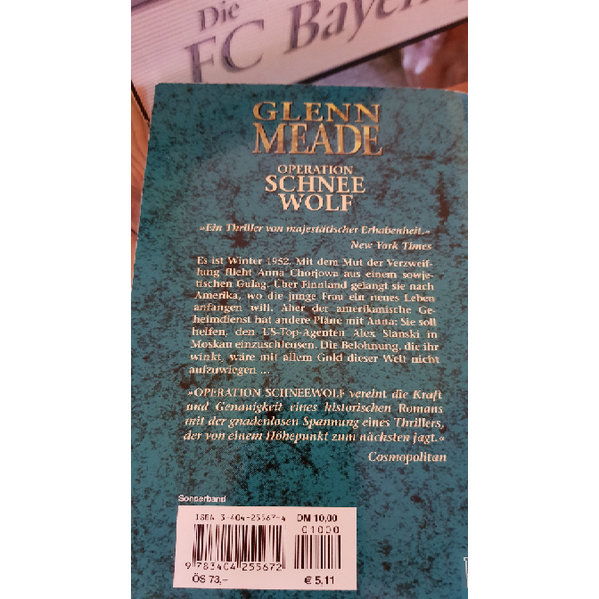 Die
FC Bayer
GLENN
MEADE
OPERATION
SCHNEE
WOLF
»Ein Thriller von majestätischer Erhabenheit.«
New York Times
Es ist Winter 1952. Mit dem Mut der Verzweif-
lung flieht Anna Chorjowa aus einem sowje-
tischen Gulag. Über Finnland gelangt sie nach
Amerika, wo die junge Frau ein neues Leben
anfangen will. Aber der amerikanische Ge-
heimdienst hat andere Pläne mit Anna: Sie soll
helfen, den US-Top-Agenten Alex Slanski in
Moskau einzuschleusen. Die Belohnung, die ihr
winkt, wäre mit allem Gold dieser Welt nicht
aufzuwiegen ...
»OPERATION SCHNEEWOLF vereint die Kraft
und Genauigkeit eines historischen Romans
mit der gnadenlosen Spannung eines Thrillers,
der von einem Höhepunkt zum nächsten jagt.«
Cosmopolitan
Sonderband
ISBN 3-404-25567-4 DM 10,00
01000
9 783404 255672
ÖS 73,- € 5,11